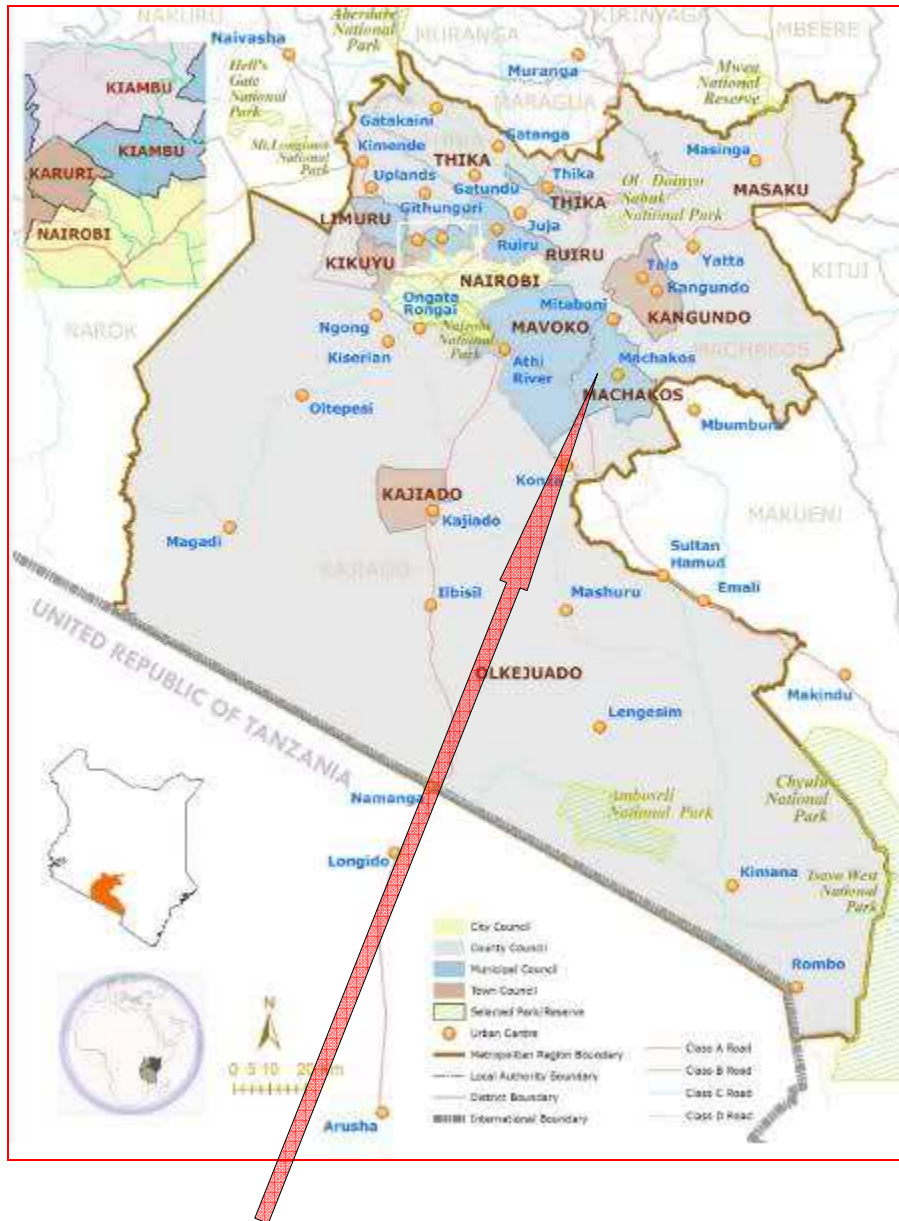 NAKURU
Aberdare
National
Park
MURANGA
KIRINYAGA
MBEERE
Naivasha
Hell's
Gate
National
Park
Muranga
Mwea
National
Reserve
KIAMBU
KIAMBU
KARURI
NAIROBI
MARAGUA
Gatakaini
Gatanga
Mt.Longonot
National
Park
Kimende
THIKA
THIKA
Masinga
Uplands
Gatundu
Thika
MASAKU
Githunguri
THIKA
Ol Doinyo
Sabuk
National Park
LIMURU
Juja
Ruiru
RUIRU
KIKUYU
Yatta
KITUI
NAIROBI
Tala
Kangundo
NAROK
Ongata
Rongai
Mitaboni
KANGUNDO
Ngong
Nairobi
National
Park
MAVOKO
Kiserian
Athi
River
Machakos
MACHAKOS
MACHAKOS
Oltepesi
Mbumbuni
Konza
KAJIADO
Kajiado
MAKUENI
Magadi
KAJIADO
Sultan
Hamud
Emali
Ilbisil
Mashuru
UNITED REPUBLIC OF TANZANIA
OLKEJUADO
Makindu
Lengesim
Namanga
Amboseli
National Park
Chyulu
National
Park
Longido
Kimana
Tsavo West
National
Park
Rombo
N
0 5 10 20 Km
Arusha
City Council
County Council
Municipal Council
Town Council
Selected Park/Reserve
Urban Centre
Metropolitan Region Boundary
Local Authority Boundary
District Boundary
International Boundary
Class A Road
Class B Road
Class C Road
Class D Road